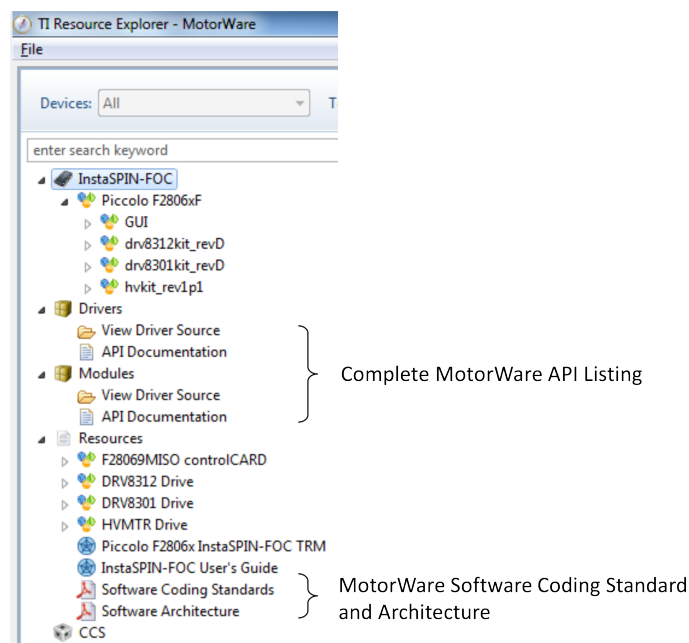 TI Resource Explorer - MotorWare
File
Devices: All T
enter search keyword
InstaSPIN-FOC
Piccolo F2806xF
GUI
drv8312kit_revD
drv8301kit_revD
hvkit_rev1p1
Drivers
View Driver Source
API Documentation
Complete MotorWare API Listing
Modules
View Driver Source
API Documentation
Resources
F28069MISO controlCARD
DRV8312 Drive
DRV8301 Drive
HVMTR Drive
Piccolo F2806x InstaSPIN-FOC TRM
InstaSPIN-FOC User's Guide
Software Coding Standards
Software Architecture
MotorWare Software Coding Standard
and Architecture
CCS